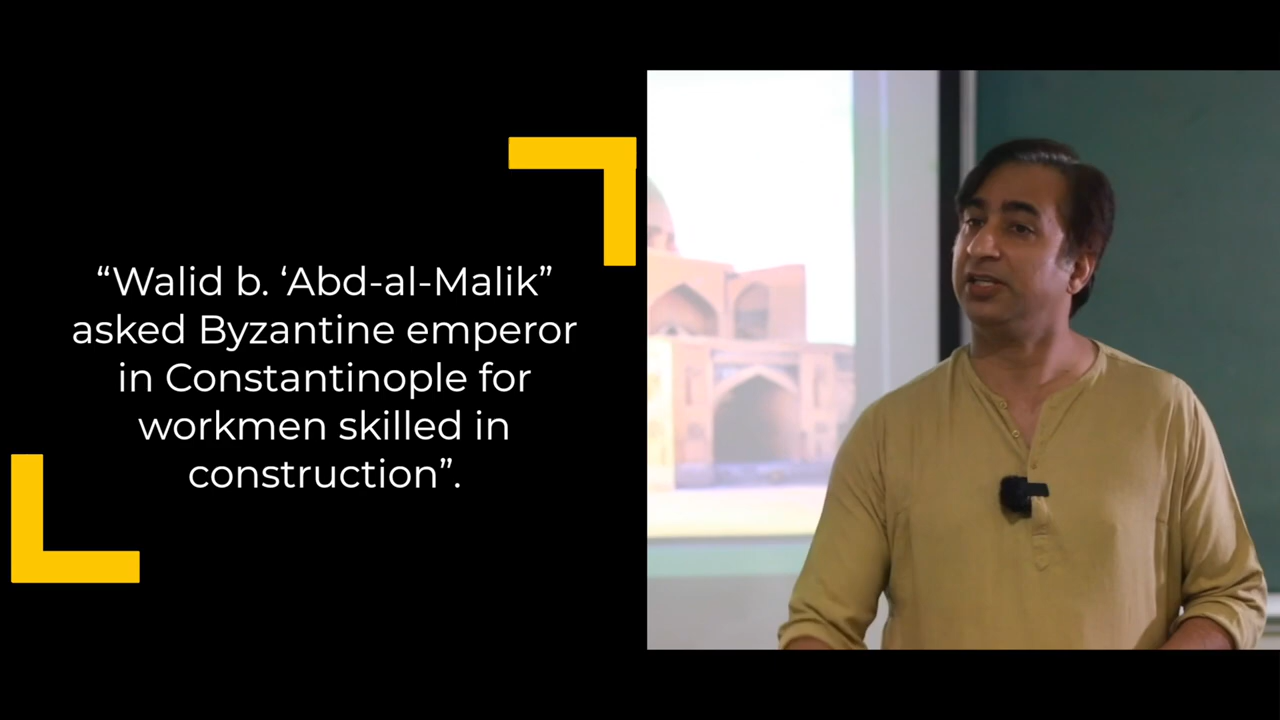 “Walid b. ‘Abd-al-Malik”
asked Byzantine emperor
in Constantinople for
workmen skilled in
construction”.